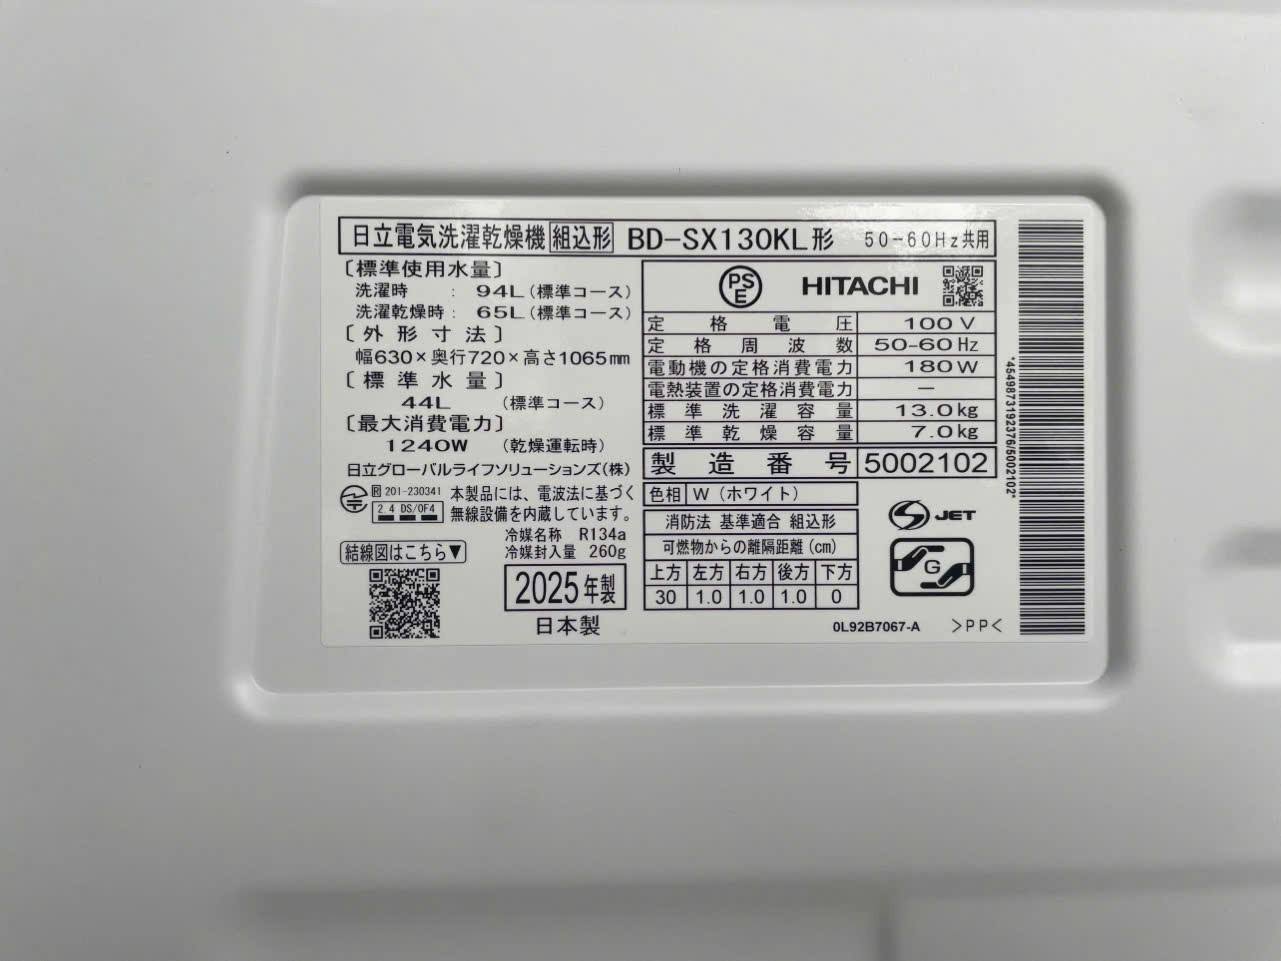 日立電気洗濯乾燥機 組込形 BD-SX130KL形 50-60Hz共用
〔標準使用水量〕
洗濯時 : 94L(標準コース)
洗濯乾燥時: 65L(標準コース)
〔外形寸法〕
幅630×奥行720×高さ1065mm
〔標準水量〕
44L (標準コース)
〔最大消費電力〕
1240W (乾燥運転時)
日立グローバルライフソリューションズ(株)
R 201-230341
2.4 DS/OF4
本製品には、電波法に基づく
無線設備を内蔵しています。
冷媒名称 R134a
冷媒封入量 260g
結線図はこちら▼
2025年製
日本製
PSE HITACHI
定格電圧 100V
定格周波数 50-60Hz
電動機の定格消費電力 180W
電熱装置の定格消費電力 −
標準洗濯容量 13.0kg
標準乾燥容量 7.0kg
製造番号 5002102
色相 W(ホワイト)
消防法 基準適合 組込形
可燃物からの離隔距離(cm)
上方 左方 右方 後方 下方
30 1.0 1.0 1.0 0
S JET
G
0L92B7067-A >PP<
*4549873192376/5002102*